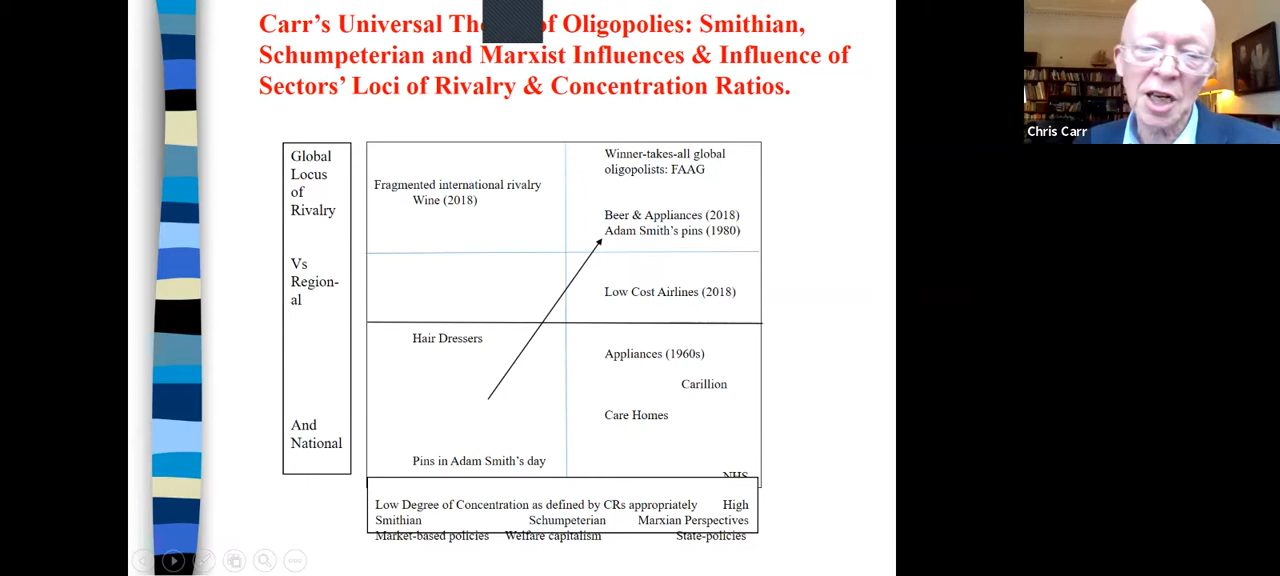 Carr's Universal Th of Oligopolies: Smithian,
Schumpeterian and Marxist Influences & Influence of
Sectors' Loci of Rivalry & Concentration Ratios.
Chris Carr
Global
Locus
of
Rivalry
Vs
Region-
al
And
National
Fragmented international rivalry
Wine (2018)
Winner-takes-all global
oligopolists: FAAG
Beer & Appliances (2018)
Adam Smith's pins (1980)
Low Cost Airlines (2018)
Hair Dressers
Appliances (1960s)
Carillion
Care Homes
Pins in Adam Smith's day
NHS
Low Degree of Concentration as defined by CRs appropriately High
Smithian Schumpeterian Marxian Perspectives
Market-based policies Welfare capitalism State-policies